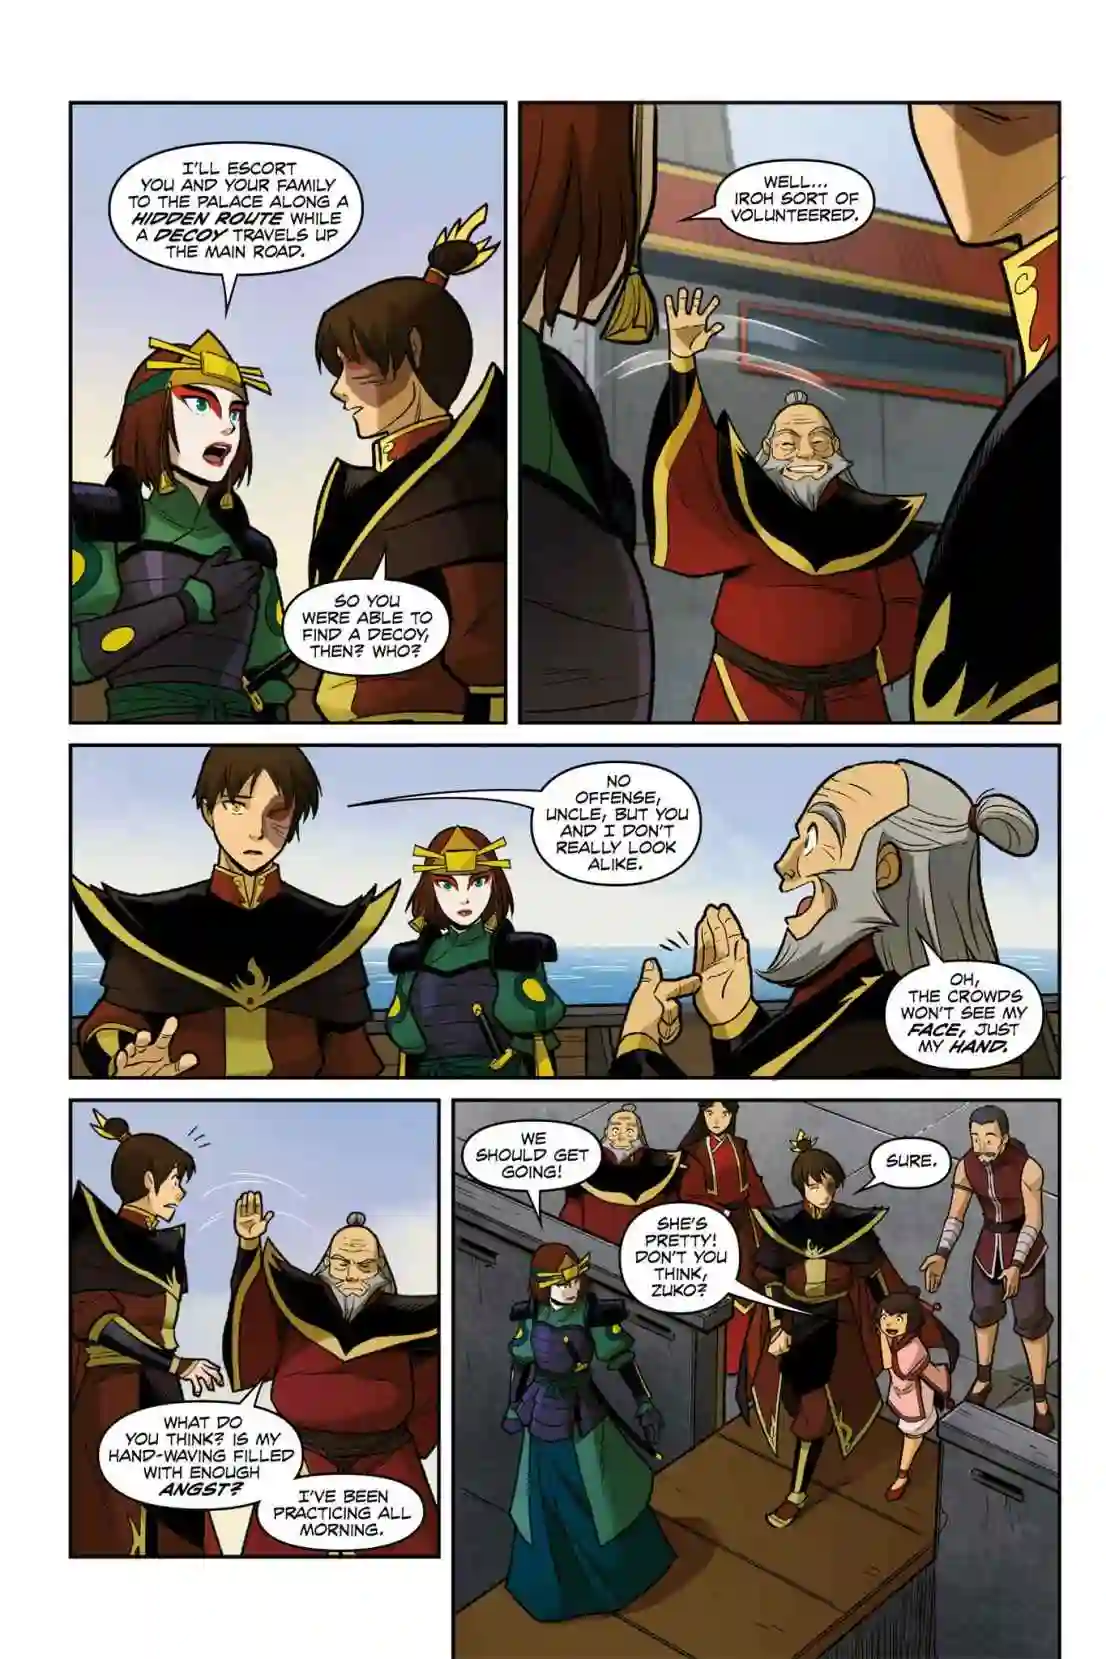 I'LL ESCORT
YOU AND YOUR FAMILY
TO THE PALACE ALONG A
HIDDEN ROUTE WHILE
A DECOY TRAVELS UP
THE MAIN ROAD.
SO YOU
WERE ABLE TO
FIND A DECOY,
THEN? WHO?
WELL...
IROH SORT OF
VOLUNTEERED.
NO
OFFENSE,
UNCLE, BUT YOU
AND I DON'T
REALLY LOOK
ALIKE.
OH,
THE CROWDS
WON'T SEE MY
FACE, JUST
MY HAND.
WHAT DO
YOU THINK? IS MY
HAND-WAVING FILLED
WITH ENOUGH
ANGST?
I'VE BEEN
PRACTICING ALL
MORNING.
WE
SHOULD GET
GOING!
SHE'S
PRETTY!
DON'T YOU
THINK,
ZUKO?
SURE.